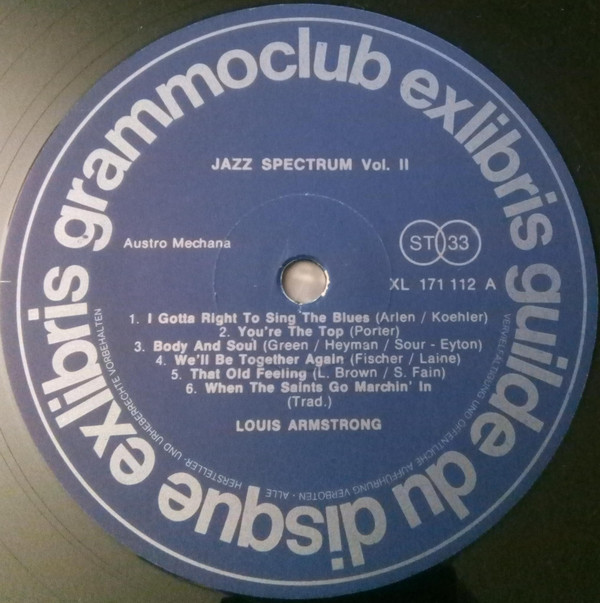 grammoclub exlibris guilde du disque exlibris
JAZZ SPECTRUM Vol. II
Austro Mechana
ST 33
XL 171 112 A
1. I Gotta Right To Sing The Blues (Arlen / Koehler)
2. You're The Top (Porter)
3. Body And Soul (Green / Heyman / Sour - Eyton)
4. We'll Be Together Again (Fischer / Laine)
5. That Old Feeling (L. Brown / S. Fain)
6. When The Saints Go Marchin' In
(Trad.)
LOUIS ARMSTRONG
VERVIELFÄLTIGUNG UND ÖFFENTLICHE AUFFÜHRUNG VERBOTEN · ALLE HERSTELLER- UND URHEBERRECHTE VORBEHALTEN